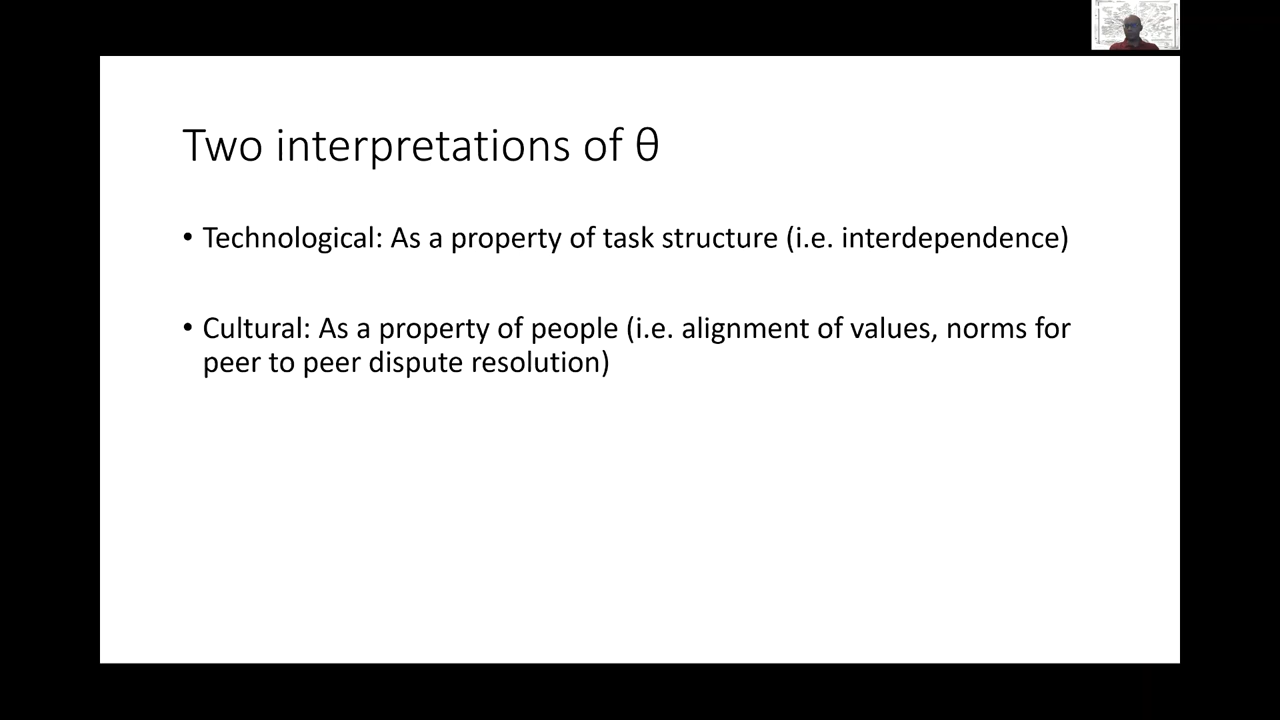 Two interpretations of θ
• Technological: As a property of task structure (i.e. interdependence)
• Cultural: As a property of people (i.e. alignment of values, norms for
peer to peer dispute resolution)